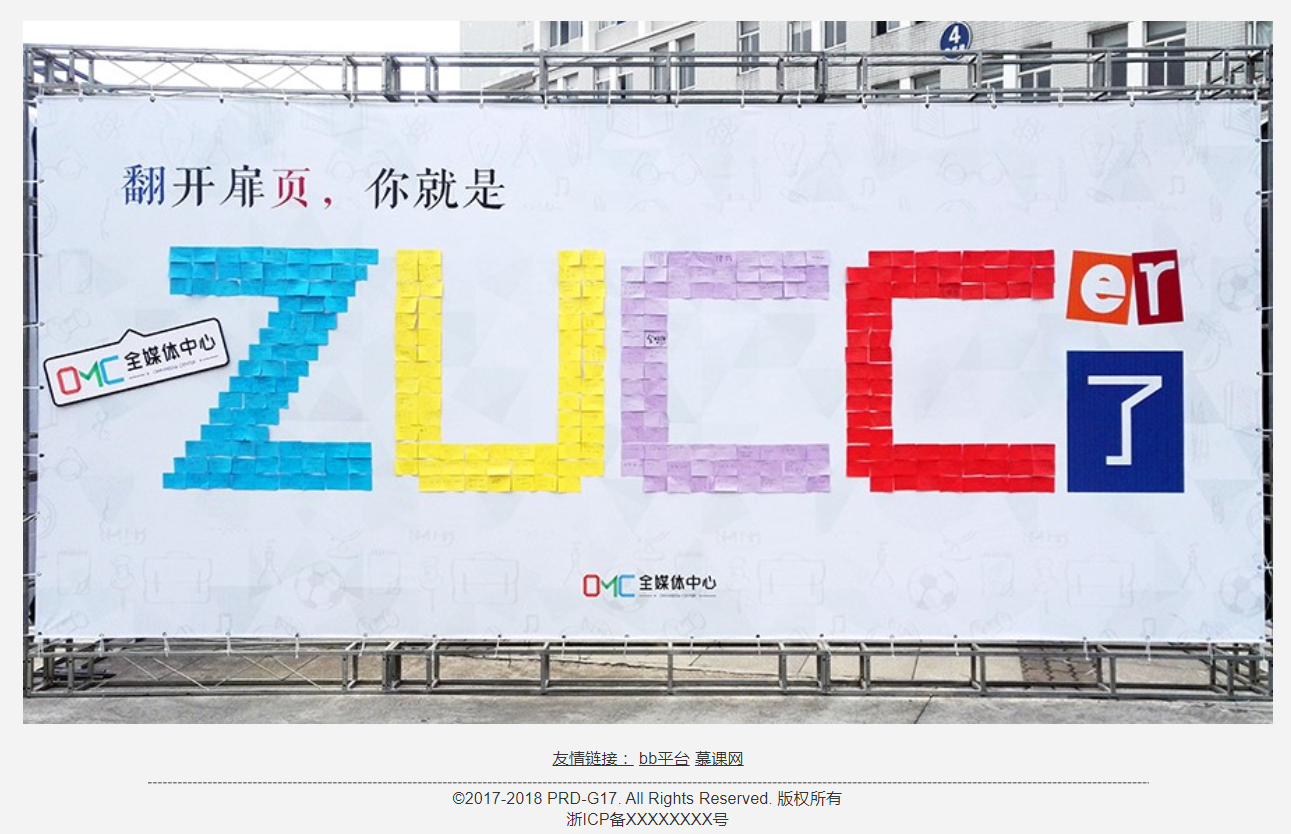 4
翻开扉页，你就是
ZUCC
er
了
OMC 全媒体中心
OMC 全媒体中心
友情链接： bb平台 慕课网
©2017-2018 PRD-G17. All Rights Reserved. 版权所有
浙ICP备XXXXXXXX号